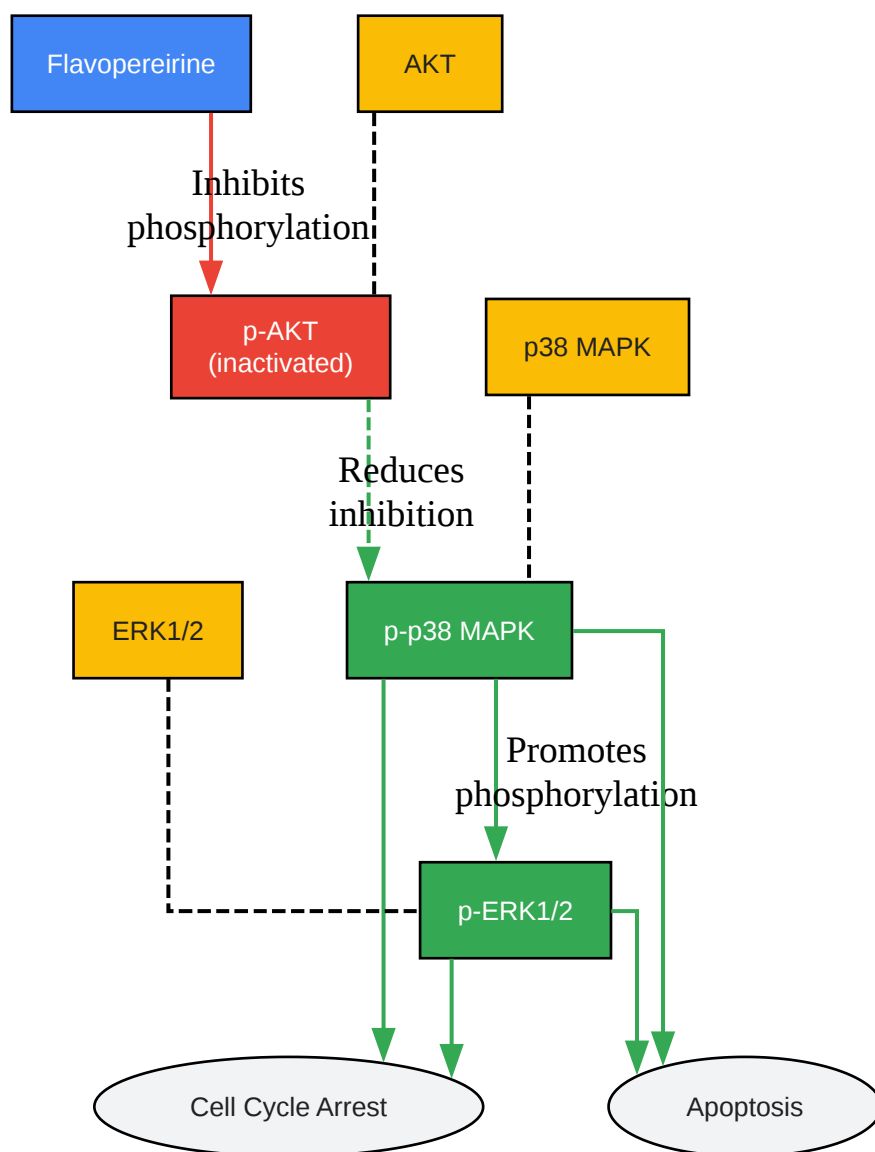 Flavopereirine
AKT
Inhibits
phosphorylation
p-AKT
(inactivated)
p38 MAPK
Reduces
inhibition
ERK1/2
p-p38 MAPK
Promotes
phosphorylation
p-ERK1/2
Cell Cycle Arrest
Apoptosis